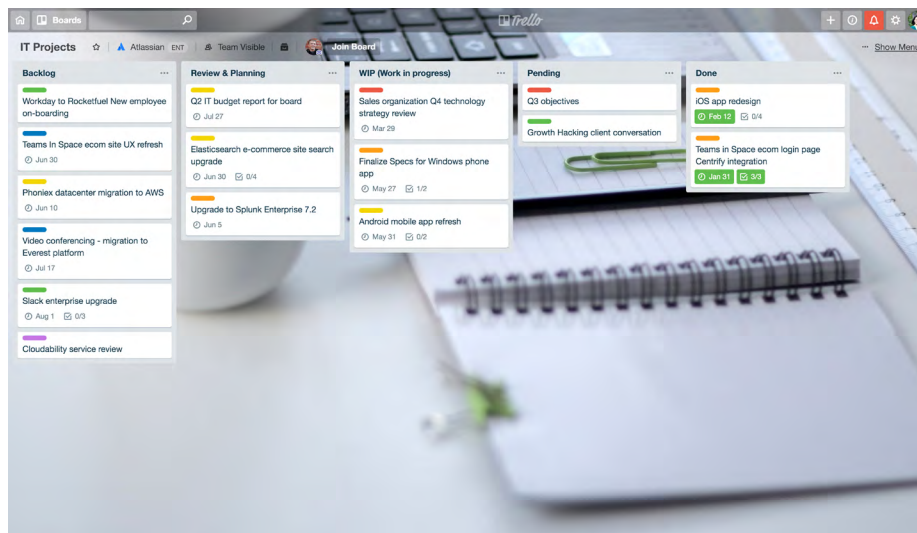 Boards
Trello
IT Projects
Atlassian ENT
Team Visible
Join Board
... Show Menu
Backlog
Workday to Rocketfuel New employee
on-boarding
Teams In Space ecom site UX refresh
Jun 30
Phoniex datacenter migration to AWS
Jun 10
Video conferencing - migration to
Everest platform
Jul 17
Slack enterprise upgrade
Aug 1 0/3
Cloudability service review
Review & Planning
Q2 IT budget report for board
Jul 27
Elasticsearch e-commerce site search
upgrade
Jun 30 0/4
Upgrade to Splunk Enterprise 7.2
Jun 5
WIP (Work in progress)
Sales organization Q4 technology
strategy review
Mar 29
Finalize Specs for Windows phone
app
May 27 1/2
Android mobile app refresh
May 31 0/2
Pending
Q3 objectives
Growth Hacking client conversation
Done
iOS app redesign
Feb 12 0/4
Teams in Space ecom login page
Centrify integration
Jan 31 3/3